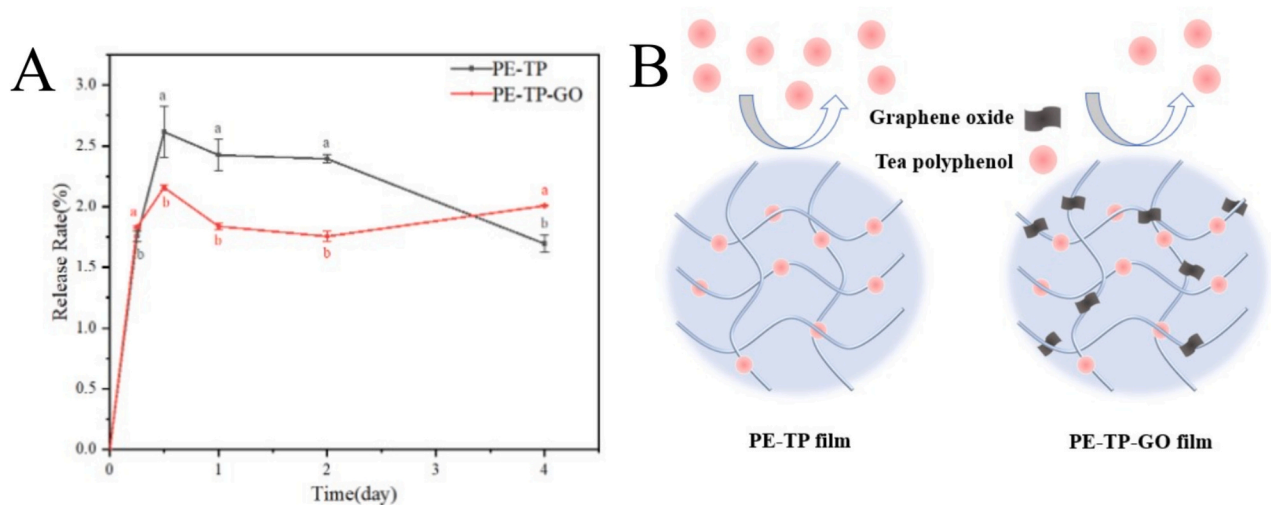 A
Release Rate(%)
3.0
2.5
2.0
1.5
1.0
0.5
0.0
PE-TP
PE-TP-GO
a
a
a
a
a
b
b
b
b
b
0
1
2
3
4
Time(day)
B
Graphene oxide
Tea polyphenol
PE-TP film
PE-TP-GO film